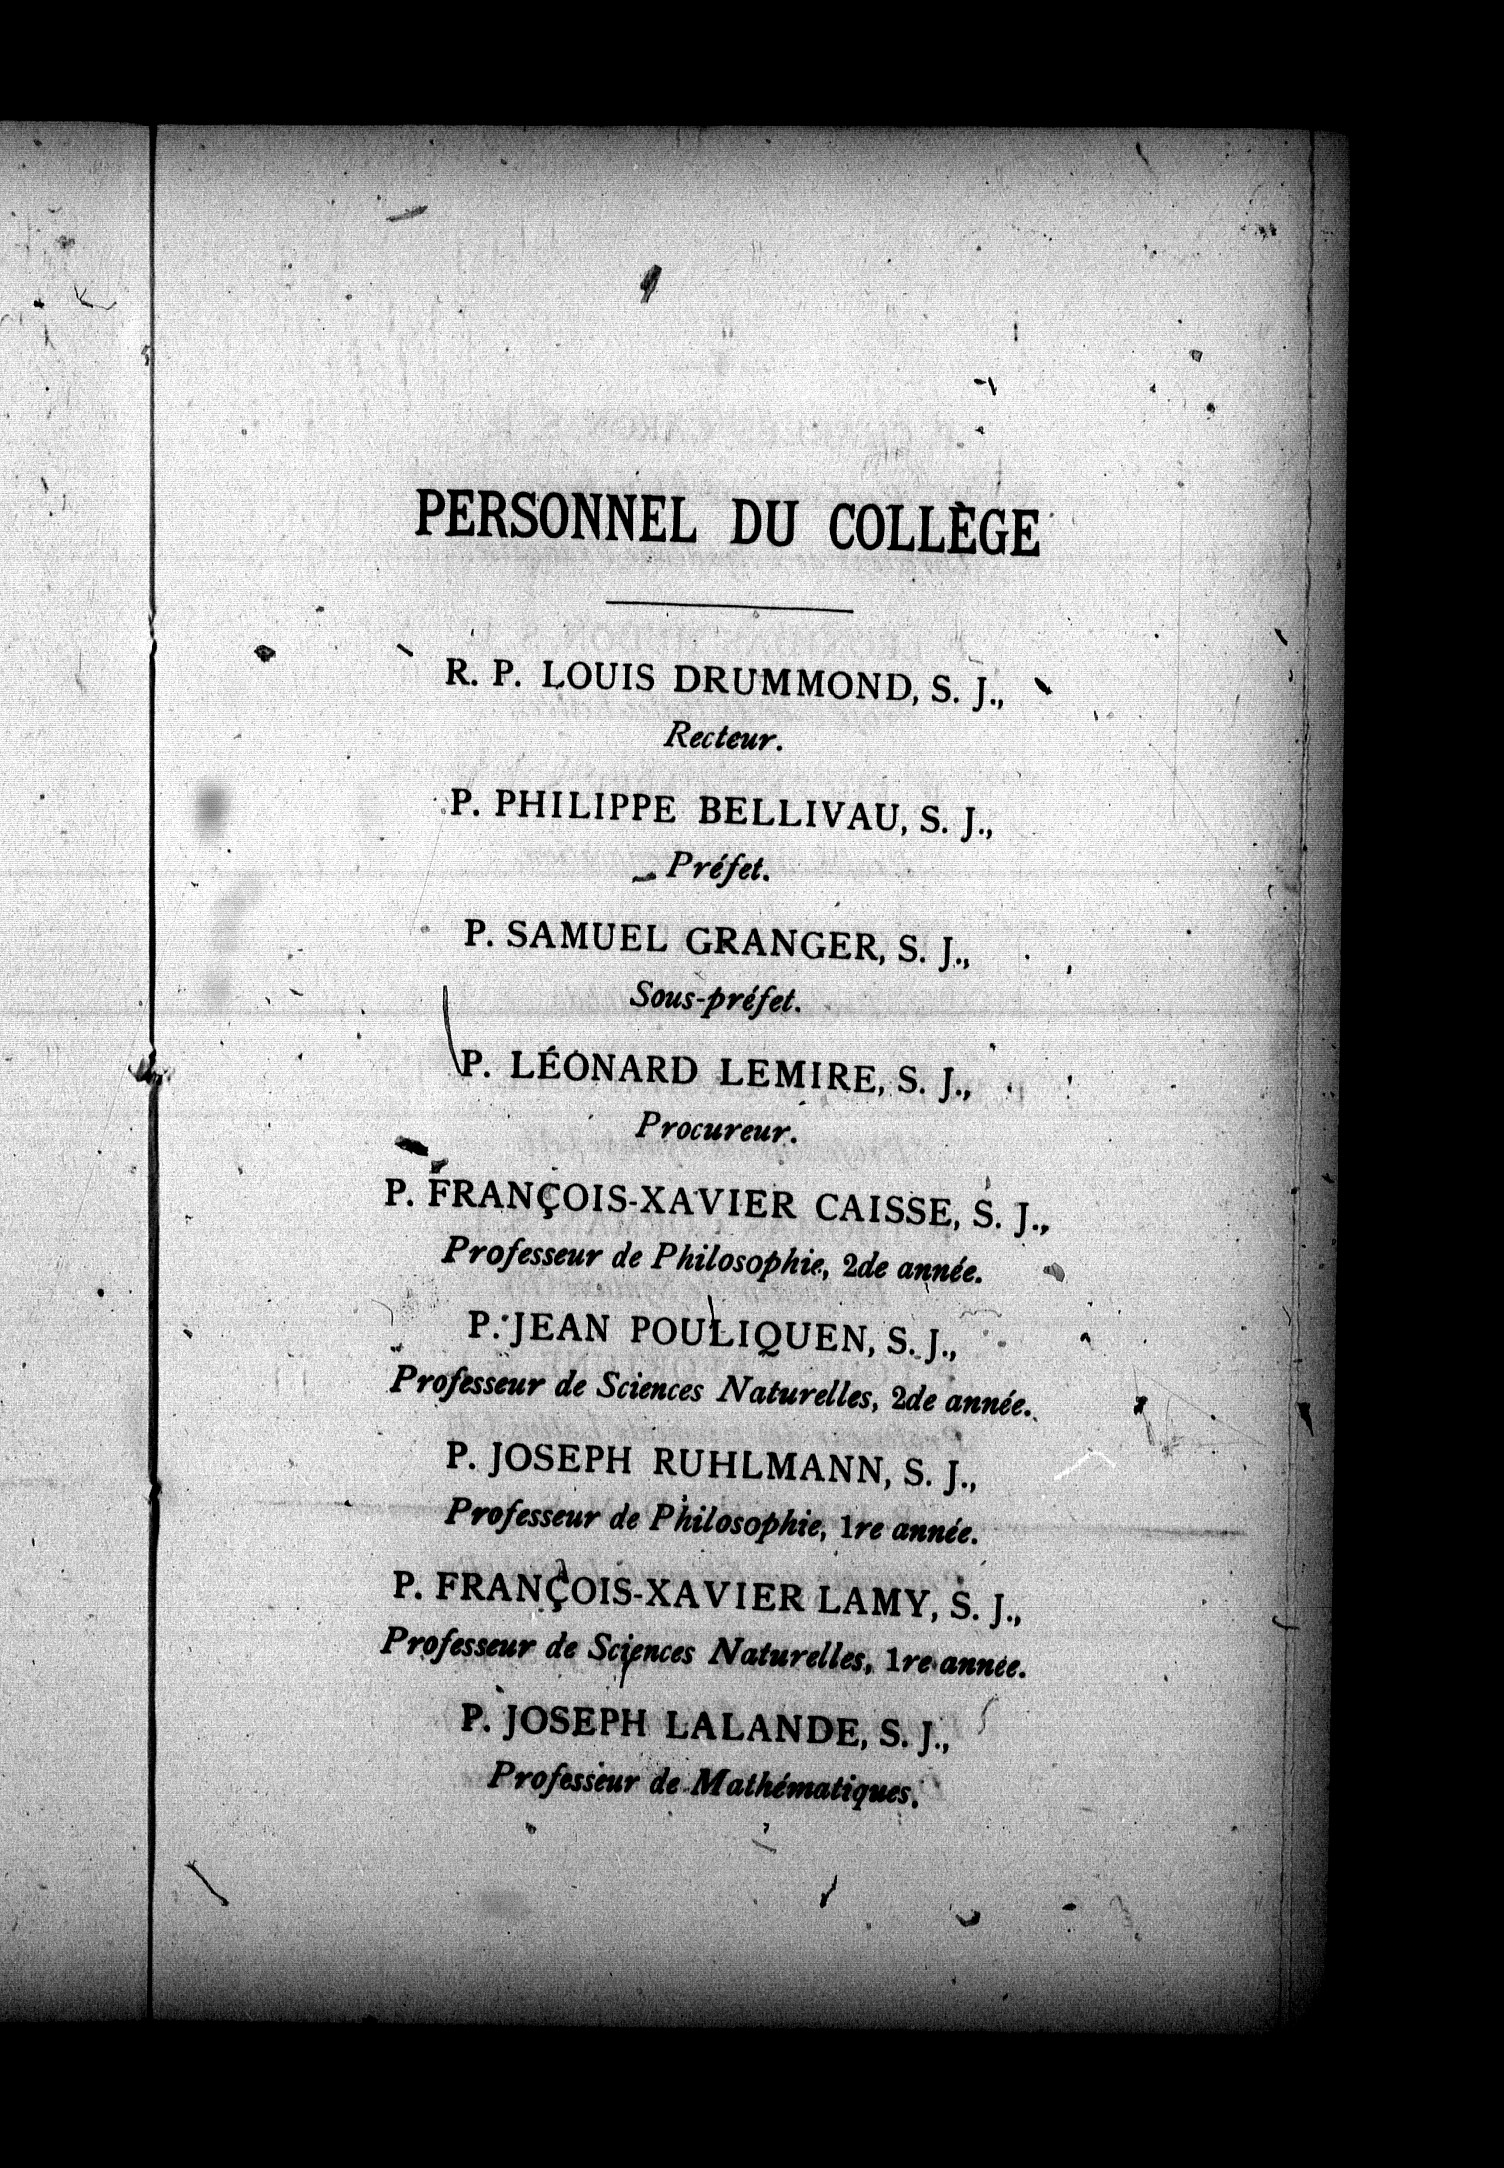 PERSONNEL DU COLLÈGE
R. P. LOUIS DRUMMOND, S. J.,
Recteur.
P. PHILIPPE BELLIVAU, S. J.,
Préfet.
P. SAMUEL GRANGER, S. J.,
Sous-préfet.
P. LÉONARD LEMIRE, S. J.,
Procureur.
P. FRANÇOIS-XAVIER CAISSE, S. J.,
Professeur de Philosophie, 2de année.
P. JEAN POULIQUEN, S. J.,
Professeur de Sciences Naturelles, 2de année.
P. JOSEPH RUHLMANN, S. J.,
Professeur de Philosophie, 1re année.
P. FRANÇOIS-XAVIER LAMY, S. J.,
Professeur de Sciences Naturelles, 1re année.
P. JOSEPH LALANDE, S. J.,
Professeur de Mathématiques.